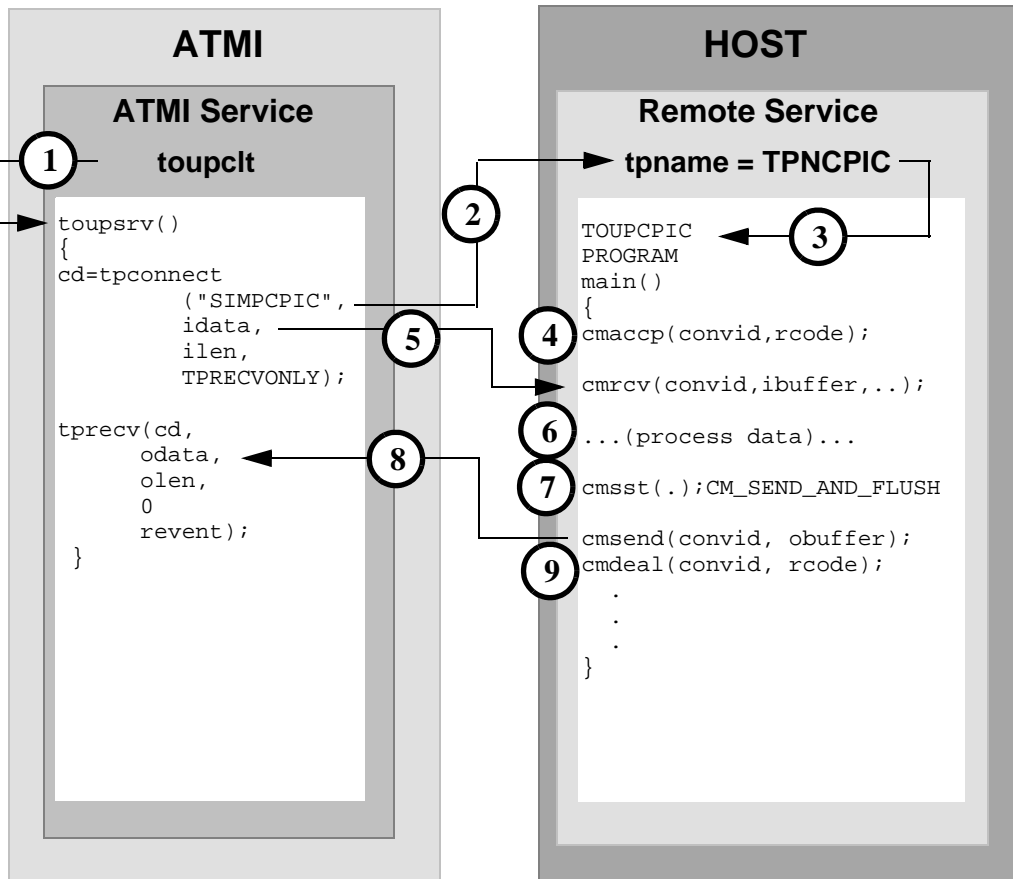 ATMI
ATMI Service
1
toupclt
toupsrv()
{
cd=tpconnect
("SIMPCPIC",
idata,
ilen,
TPRECVONLY);
tprecv(cd,
odata,
olen,
0
revent);
}
2
5
8
HOST
Remote Service
tpname = TPNCPIC
TOUPCPIC
3
PROGRAM
main()
{
4
cmaccp(convid,rcode);
cmrcv(convid,ibuffer,..);
6
...(process data)...
7
cmsst(.);CM_SEND_AND_FLUSH
cmsend(convid, obuffer);
9
cmdeal(convid, rcode);
.
.
.
}